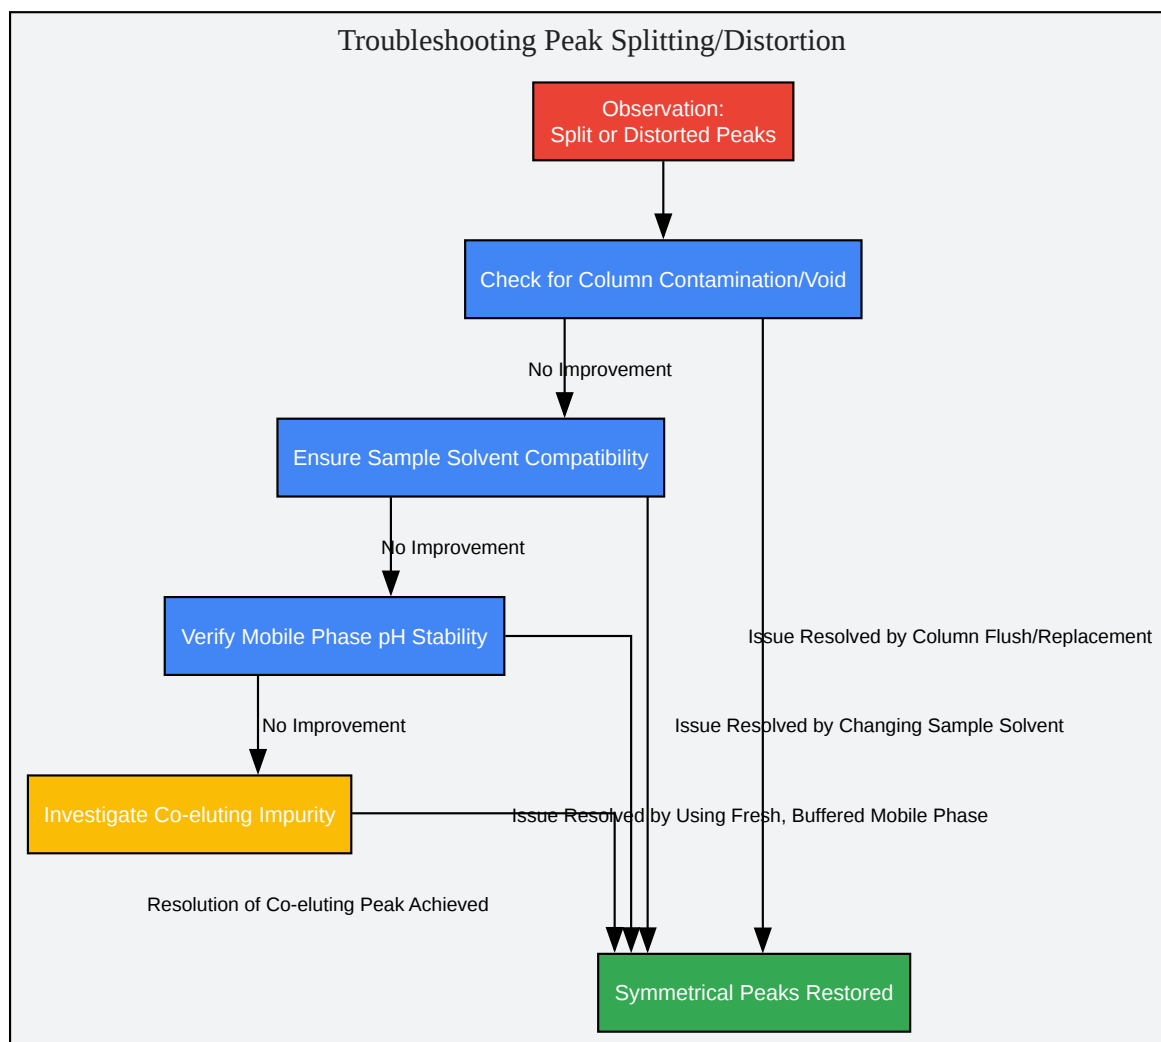 Troubleshooting Peak Splitting/Distortion
Observation:
Split or Distorted Peaks
Check for Column Contamination/Void
No Improvement
Ensure Sample Solvent Compatibility
No Improvement
Verify Mobile Phase pH Stability
Issue Resolved by Column Flush/Replacement
No Improvement
Issue Resolved by Changing Sample Solvent
Investigate Co-eluting Impurity
Issue Resolved by Using Fresh, Buffered Mobile Phase
Resolution of Co-eluting Peak Achieved
Symmetrical Peaks Restored